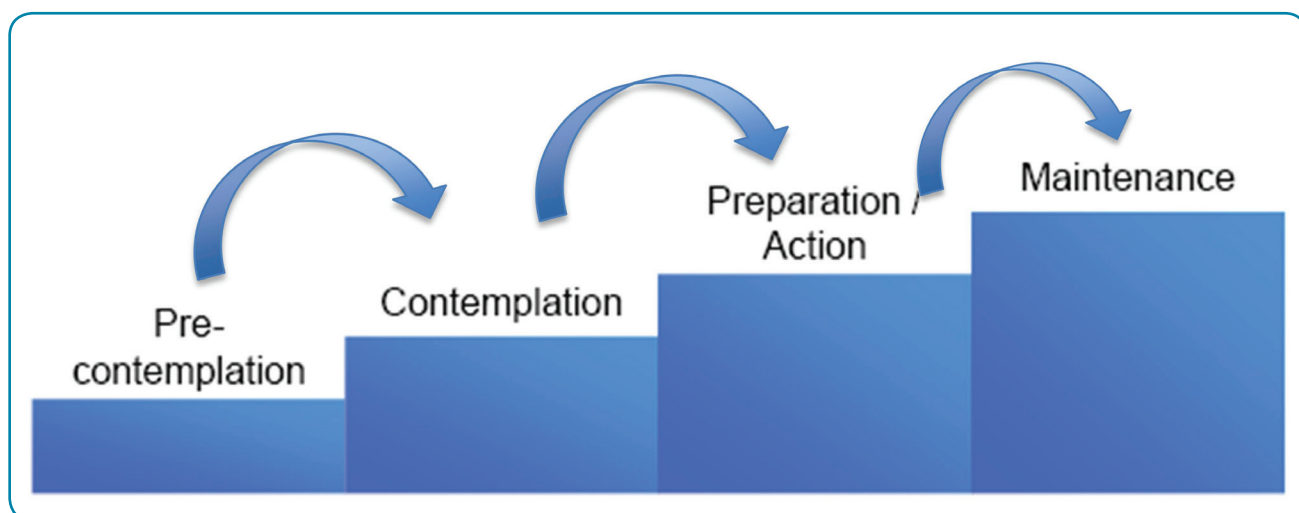 Pre-
contemplation
Contemplation
Preparation /
Action
Maintenance